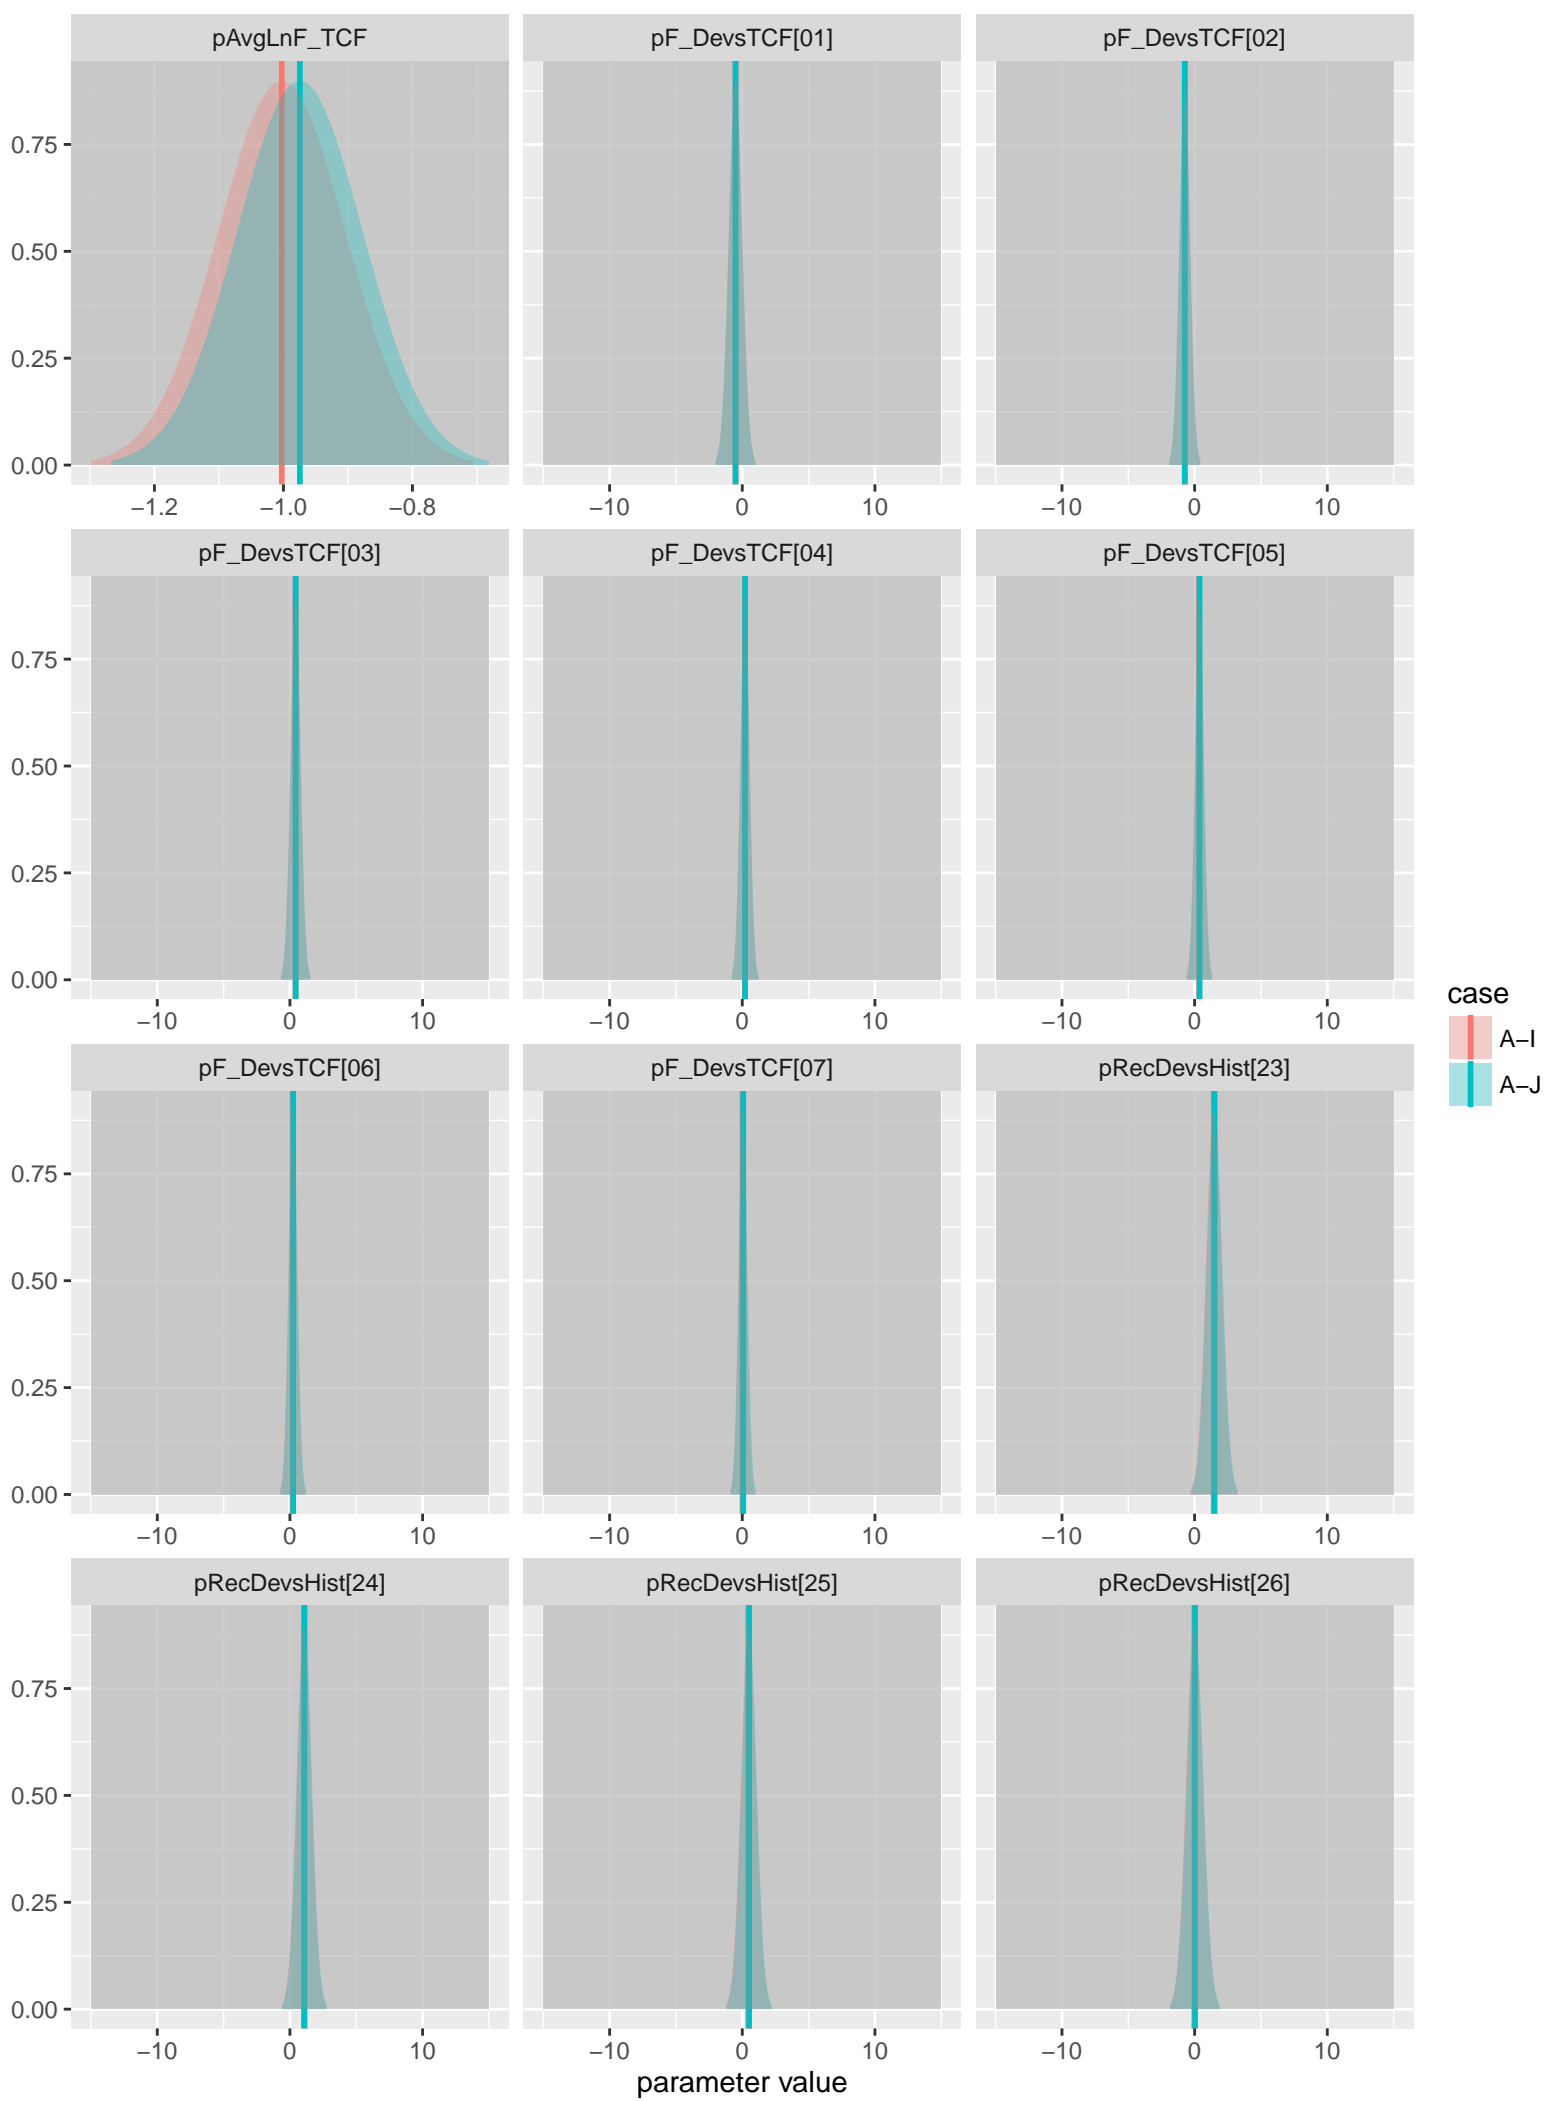 pAvgLnF_TCF pF_DevsTCF[01] pF_DevsTCF[02]
0.75
0.50
0.25
0.00
−1.2 −1.0 −0.8 −10 0 10 −10 0 10
pF_DevsTCF[03] pF_DevsTCF[04] pF_DevsTCF[05]
0.75
0.50
0.25
0.00
−10 0 10 −10 0 10 −10 0 10
case
A−I
A−J
pF_DevsTCF[06] pF_DevsTCF[07] pRecDevsHist[23]
0.75
0.50
0.25
0.00
−10 0 10 −10 0 10 −10 0 10
pRecDevsHist[24] pRecDevsHist[25] pRecDevsHist[26]
0.75
0.50
0.25
0.00
−10 0 10 −10 0 10 −10 0 10
parameter value